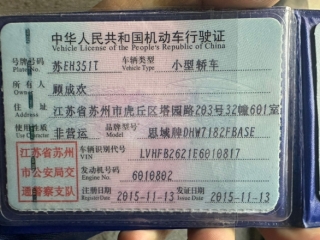 中华人民共和国机动车行驶证
Vehicle License of the People's Republic of China
号牌号码 苏EH351T 车辆类型 小型轿车
Plate No. Vehicle Type
所有人 顾成欢
Owner
住址 江苏省苏州市虎丘区塔园路203号32幢601室
Address
使用性质 非营运 品牌型号 思域牌DHW7182FBASE
Use Character Model
江苏省苏州市公安局交通警察支队
车辆识别代号 LVHFB2621E6010817
VIN
发动机号码 6010802
Engine No.
注册日期 2015-11-13 发证日期 2015-11-13
Register Date Issue Date